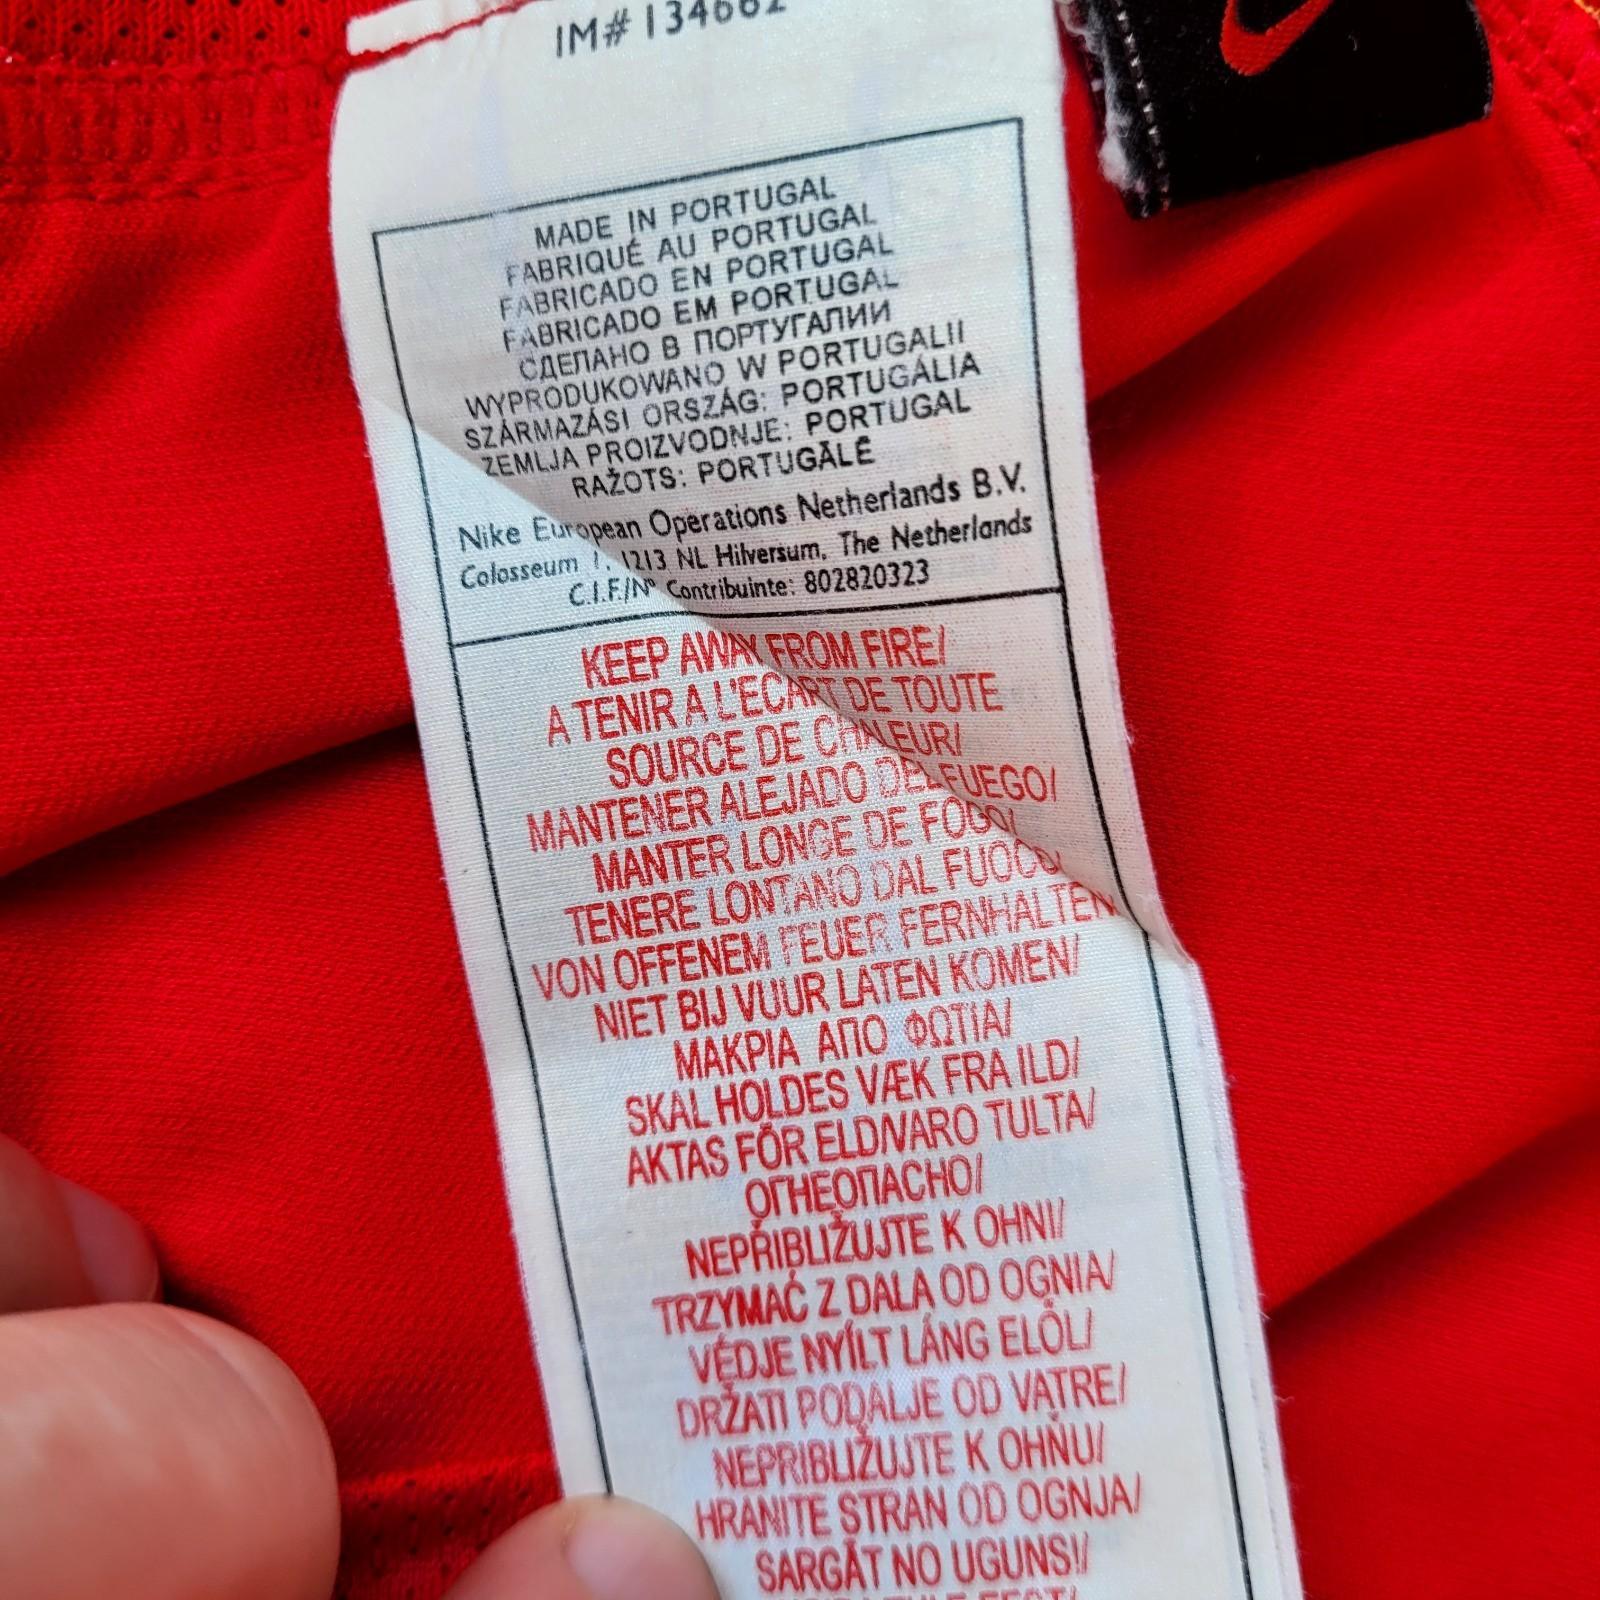 IM# 134662
MADE IN PORTUGAL
FABRIQUÉ AU PORTUGAL
FABRICADO EN PORTUGAL
FABRICADO EM PORTUGAL
СДЕЛАНО В ПОРТУГАЛИИ
WYPRODUKOWANO W PORTUGALII
SZÁRMAZÁSI ORSZÁG: PORTUGÁLIA
ZEMLJA PROIZVODNJE: PORTUGAL
RAŽOTS: PORTUGĀLĒ
Nike European Operations Netherlands B.V.
Colosseum 1, 1213 NL Hilversum, The Netherlands
C.I.F./Nº Contribuinte: 802820323
KEEP AWAY FROM FIRE/
A TENIR A L'ECART DE TOUTE
SOURCE DE CHALEUR/
MANTENER ALEJADO DEL FUEGO/
MANTER LONGE DE FOGO/
TENERE LONTANO DAL FUOCO/
VON OFFENEM FEUER FERNHALTEN
NIET BIJ VUUR LATEN KOMEN/
ΜΑΚΡΙΑ ΑΠΟ ΦΩΤΙΑ/
SKAL HOLDES VÆK FRA ILD/
AKTAS FÖR ELD/VARO TULTA/
ОГНЕОПАСНО/
NEPŘIBLIŽUJTE K OHNI/
TRZYMAĆ Z DALA OD OGNIA/
VÉDJE NYÍLT LÁNG ELŐL/
DRŽATI PODALJE OD VATRE/
NEPRIBLIŽUJTE K OHŇU/
HRANITE STRAN OD OGNJA/
SARGĀT NO UGUNS!/